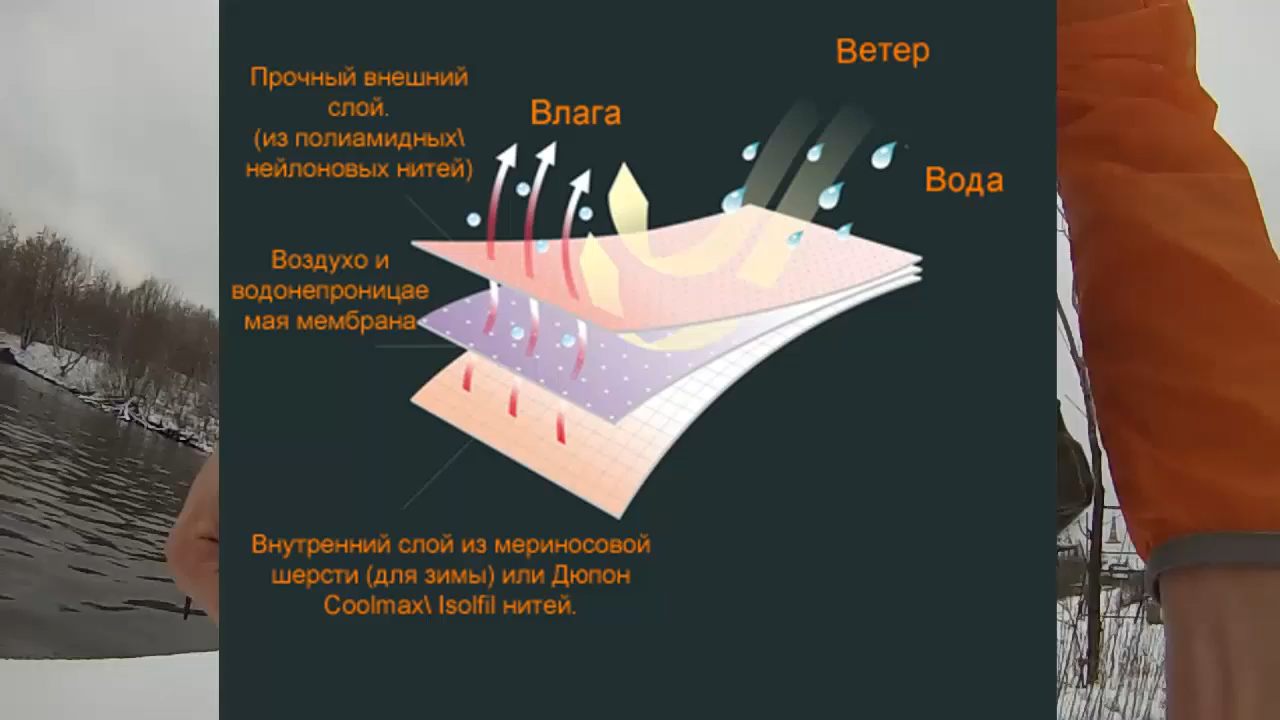 Ветер
Прочный внешний
слой.
(из полиамидных\
нейлоновых нитей)
Влага
Вода
Воздухо и
водонепроницае
мая мембрана
Внутренний слой из мериносовой
шерсти (для зимы) или Дюпон
Coolmax\ Isolfil нитей.